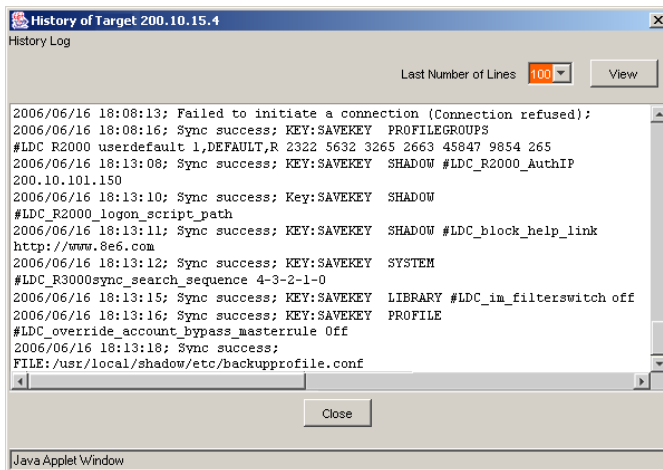 History of Target 200.10.15.4
History Log
Last Number of Lines 100 View
2006/06/16 18:08:13; Failed to initiate a connection (Connection refused);
2006/06/16 18:08:16; Sync success; KEY:SAVEKEY PROFILEGROUPS
#LDC R2000 userdefault 1,DEFAULT,R 2322 5632 3265 2663 45847 9854 265
2006/06/16 18:13:08; Sync success; KEY:SAVEKEY SHADOW #LDC_R2000_AuthIP
200.10.101.150
2006/06/16 18:13:10; Sync success; Key:SAVEKEY SHADOW
#LDC_R2000_logon_script_path
2006/06/16 18:13:11; Sync success; KEY:SAVEKEY SHADOW #LDC_block_help_link
http://www.8e6.com
2006/06/16 18:13:12; Sync success; KEY:SAVEKEY SYSTEM
#LDC_R3000sync_search_sequence 4-3-2-1-0
2006/06/16 18:13:15; Sync success; KEY:SAVEKEY LIBRARY #LDC_im_filterswitch off
2006/06/16 18:13:16; Sync success; KEY:SAVEKEY PROFILE
#LDC_override_account_bypass_masterrule Off
2006/06/16 18:13:18; Sync success;
FILE:/usr/local/shadow/etc/backupprofile.conf
Close
Java Applet Window